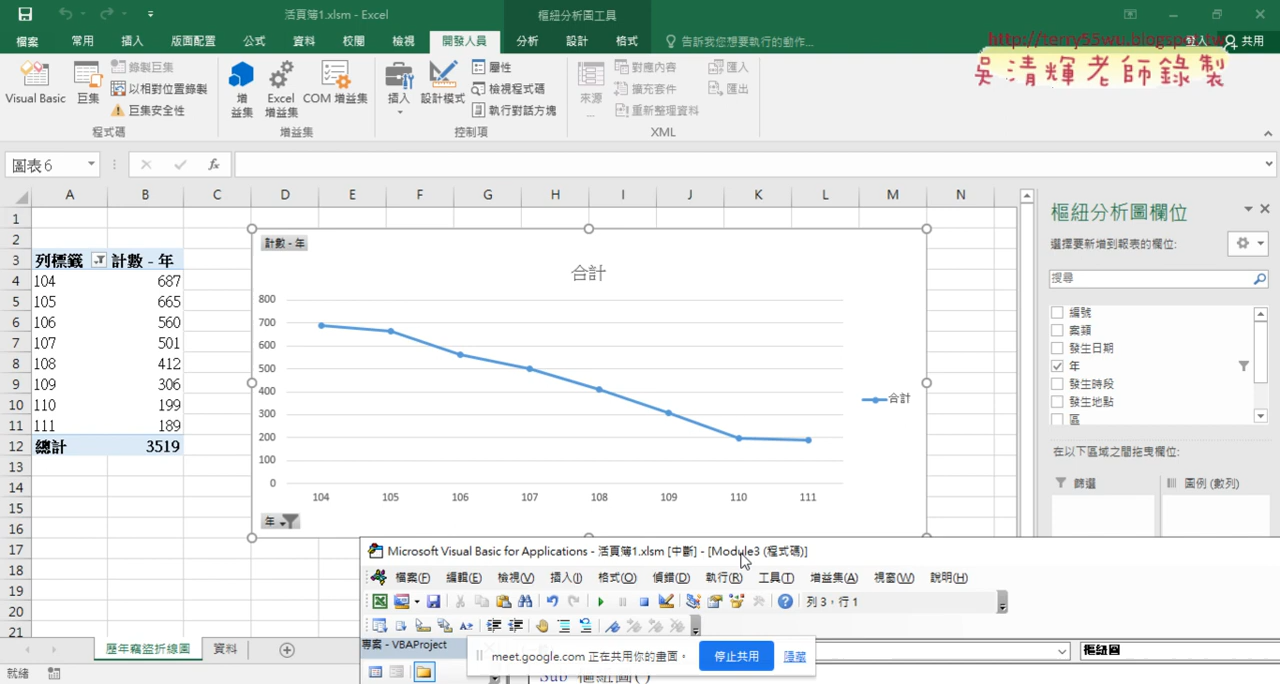 活頁簿1.xlsm - Excel
樞紐分析圖工具
檔案 常用 插入 版面配置 公式 資料 校閱 檢視 開發人員 分析 設計 格式 告訴我您想要執行的動作... 登入 共用
http://terry55wu.blogspot.tw
吳清輝老師錄製
Visual Basic 巨集 錄製巨集 以相對位置錄製 巨集安全性
增益集 Excel 增益集 COM 增益集
插入 設計模式 屬性 檢視程式碼 執行對話方塊
來源 對應內容 擴充套件 重新整理資料 匯入 匯出
程式碼 增益集 控制項 XML
圖表6 fx
A B C D E F G H I J K L M N
1
2
3 列標籤 計數 - 年
4 104 687
5 105 665
6 106 560
7 107 501
8 108 412
9 109 306
10 110 199
11 111 189
12 總計 3519
13
14
15
16
17
18
19
20
21
計數 - 年
合計
800
700
600
500
400
300
200
100
0
104 105 106 107 108 109 110 111
合計
年
樞紐分析圖欄位
選擇要新增到報表的欄位:
搜尋
編號
案類
發生日期
年
發生時段
發生地點
區
在以下區域之間拖曳欄位:
篩選 圖例 (數列)
Microsoft Visual Basic for Applications - 活頁簿1.xlsm [中斷] - [Module3 (程式碼)]
檔案(F) 編輯(E) 檢視(V) 插入(I) 格式(O) 偵錯(D) 執行(R) 工具(T) 增益集(A) 視窗(W) 說明(H)
列 3，行 1
專案 - VBAProject
樞紐圖
meet.google.com 正在共用你的畫面。 停止共用 隱藏
Sub 樞紐圖()
歷年竊盜折線圖 資料
就緒